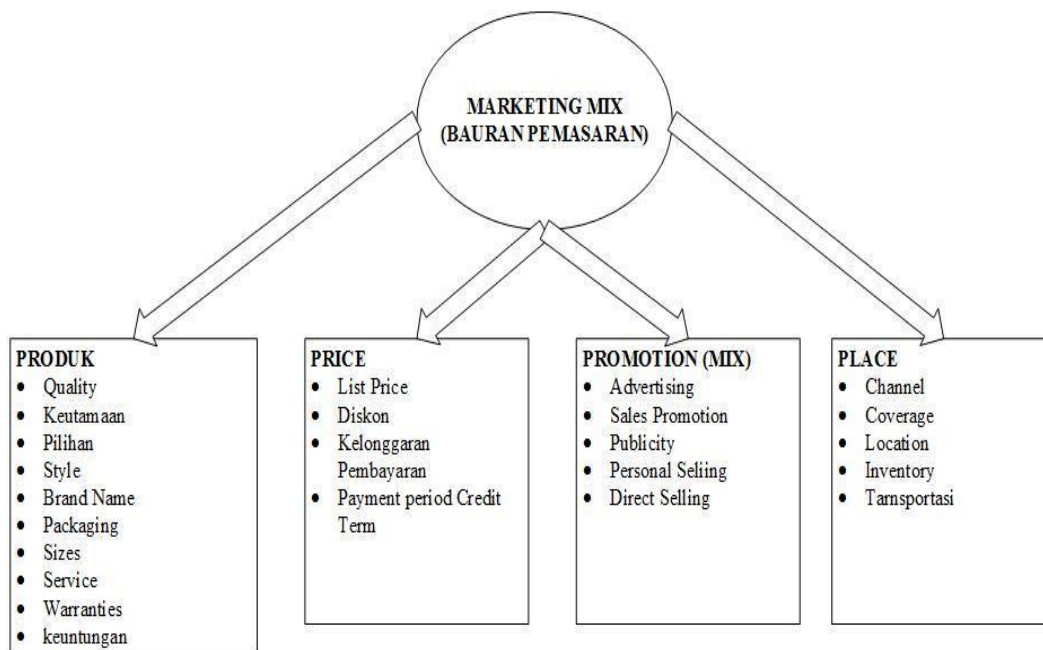 MARKETING MIX
(BAURAN PEMASARAN)
PRODUK
• Quality
• Keutamaan
• Pilihan
• Style
• Brand Name
• Packaging
• Sizes
• Service
• Warranties
• keuntungan
PRICE
• List Price
• Diskon
• Kelonggaran
Pembayaran
• Payment period Credit
Term
PROMOTION (MIX)
• Advertising
• Sales Promotion
• Publicity
• Personal Seliing
• Direct Selling
PLACE
• Channel
• Coverage
• Location
• Inventory
• Tarnsportasi